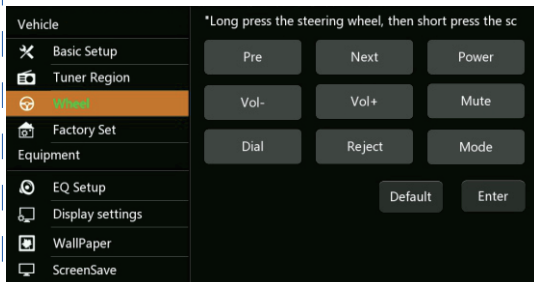 Vehicle
Basic Setup
Tuner Region
Wheel
Factory Set
Equipment
EQ Setup
Display settings
WallPaper
ScreenSave
*Long press the steering wheel, then short press the sc
Pre Next Power
Vol- Vol+ Mute
Dial Reject Mode
Default Enter